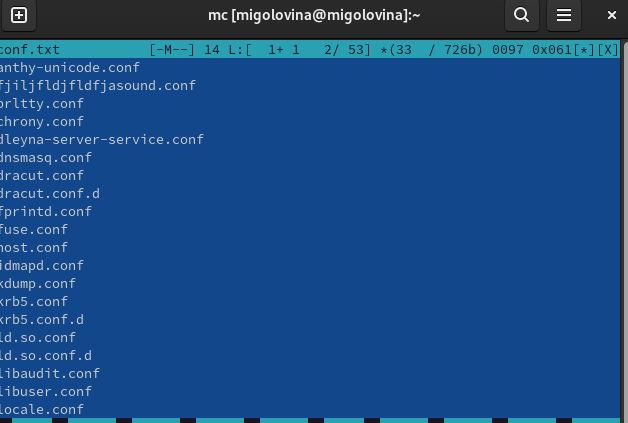 mc [migolovina@migolovina]:~
conf.txt [-M--] 14 L:[ 1+ 1 2/ 53] *(33 / 726b) 0097 0x061[*][X]
anthy-unicode.conf
fjiljfldjfldfjasound.conf
brltty.conf
chrony.conf
dleyna-server-service.conf
dnsmasq.conf
dracut.conf
dracut.conf.d
fprintd.conf
fuse.conf
host.conf
idmapd.conf
kdump.conf
krb5.conf
krb5.conf.d
ld.so.conf
ld.so.conf.d
libaudit.conf
libuser.conf
locale.conf